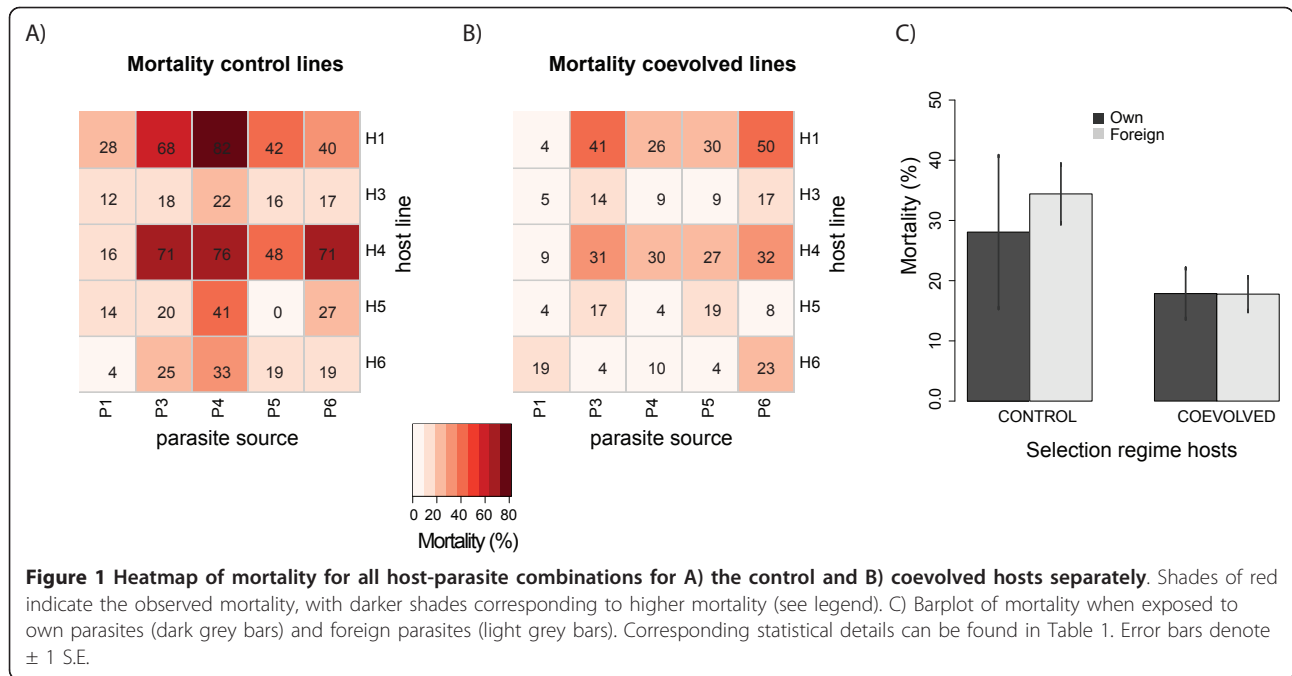 A)
Mortality control lines
28 68 82 42 40 H1
12 18 22 16 17 H3
16 71 76 48 71 H4
14 20 41 0 27 H5
4 25 33 19 19 H6
host line
P1 P3 P4 P5 P6
parasite source
B)
Mortality coevolved lines
4 41 26 30 50 H1
5 14 9 9 17 H3
9 31 30 27 32 H4
4 17 4 19 8 H5
19 4 10 4 23 H6
host line
P1 P3 P4 P5 P6
parasite source
0 20 40 60 80
Mortality (%)
C)
Own
Foreign
Mortality (%)
50
40
30
20
10
0.0
CONTROL COEVOLVED
Selection regime hosts
Figure 1 Heatmap of mortality for all host-parasite combinations for A) the control and B) coevolved hosts separately. Shades of red
indicate the observed mortality, with darker shades corresponding to higher mortality (see legend). C) Barplot of mortality when exposed to
own parasites (dark grey bars) and foreign parasites (light grey bars). Corresponding statistical details can be found in Table 1. Error bars denote
± 1 S.E.